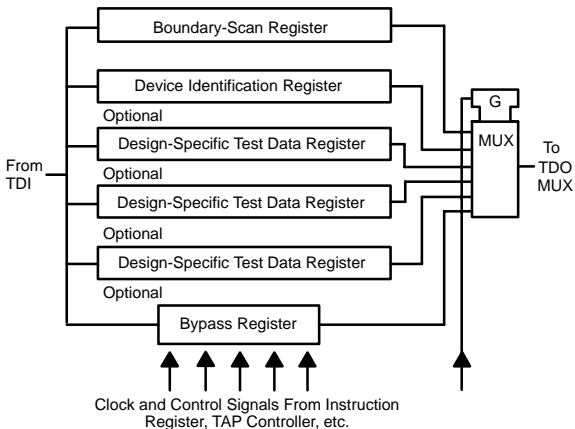 Boundary-Scan Register
Device Identification Register
Optional
Design-Specific Test Data Register
Optional
Design-Specific Test Data Register
Optional
Design-Specific Test Data Register
Optional
Bypass Register
From
TDI
G
MUX
To
TDO
MUX
Clock and Control Signals From Instruction
Register, TAP Controller, etc.